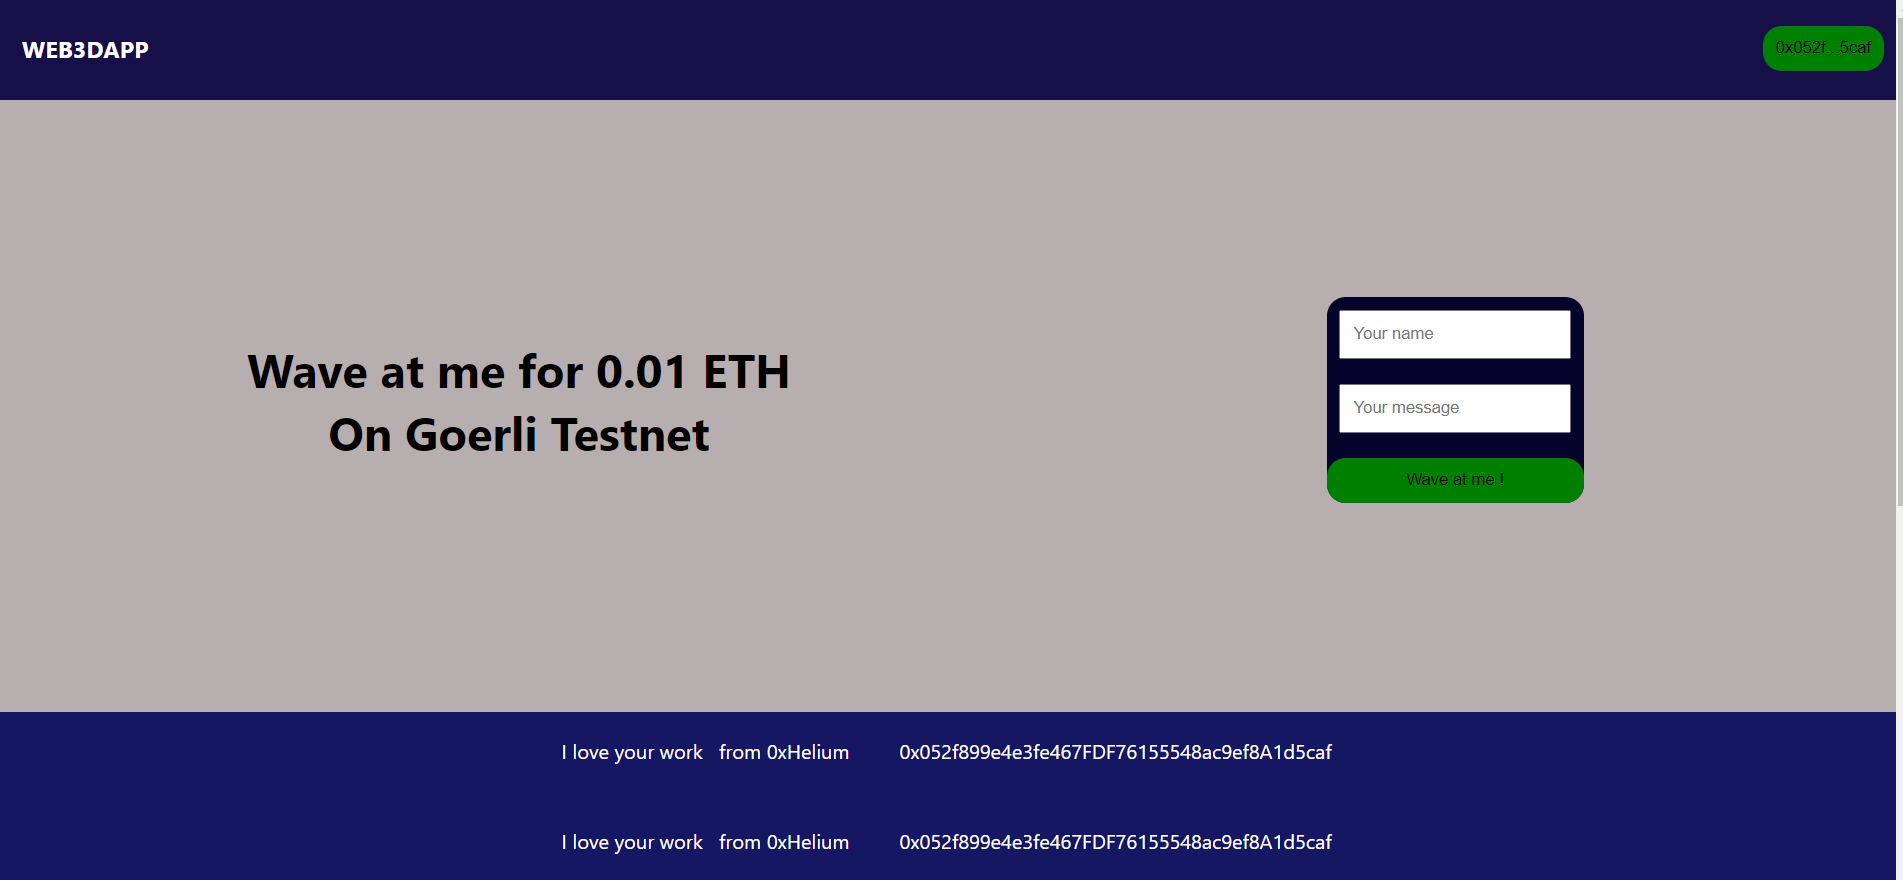 WEB3DAPP
0x052f...5caf
Wave at me for 0.01 ETH
On Goerli Testnet
Your name
Your message
Wave at me !
I love your work from 0xHelium 0x052f899e4e3fe467FDF76155548ac9ef8A1d5caf
I love your work from 0xHelium 0x052f899e4e3fe467FDF76155548ac9ef8A1d5caf